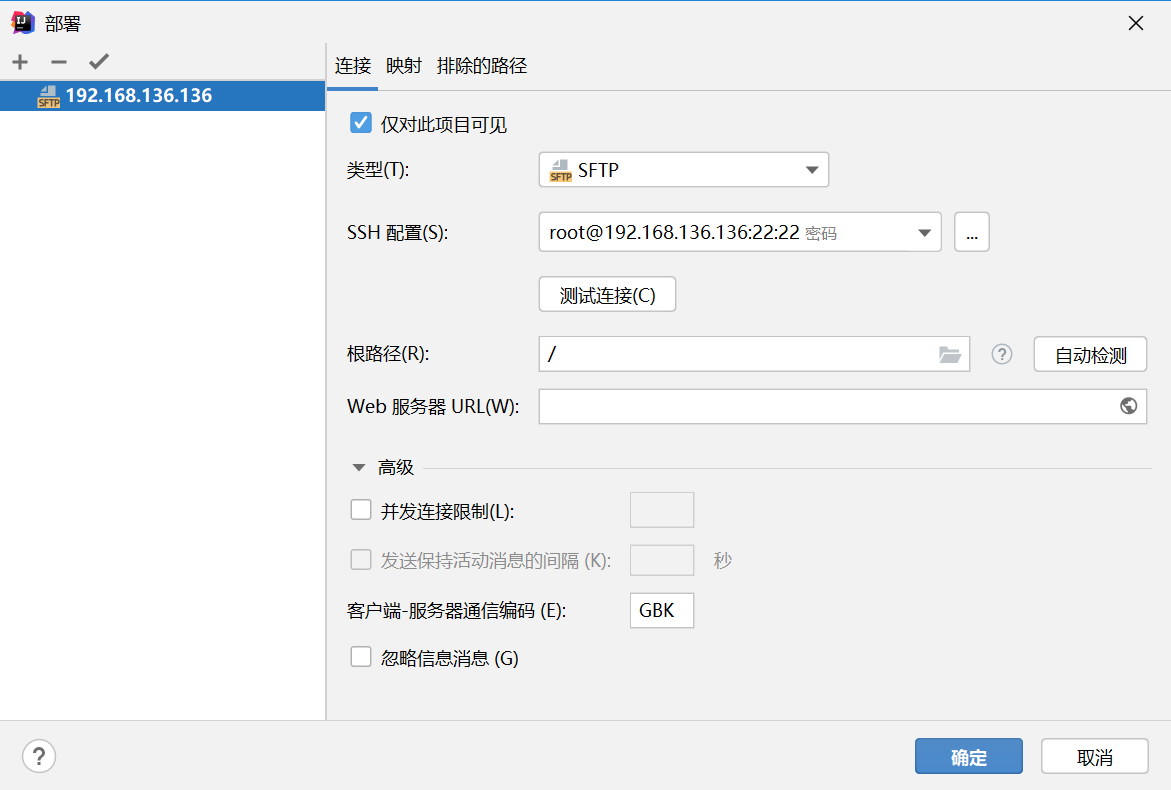 部署
SFTP 192.168.136.136
连接 映射 排除的路径
仅对此项目可见
类型(T): SFTP SFTP
SSH 配置(S): root@192.168.136.136:22:22 密码 ...
测试连接(C)
根路径(R): / ? 自动检测
Web 服务器 URL(W):
高级
并发连接限制(L):
发送保持活动消息的间隔 (K): 秒
客户端-服务器通信编码 (E): GBK
忽略信息消息 (G)
? 确定 取消